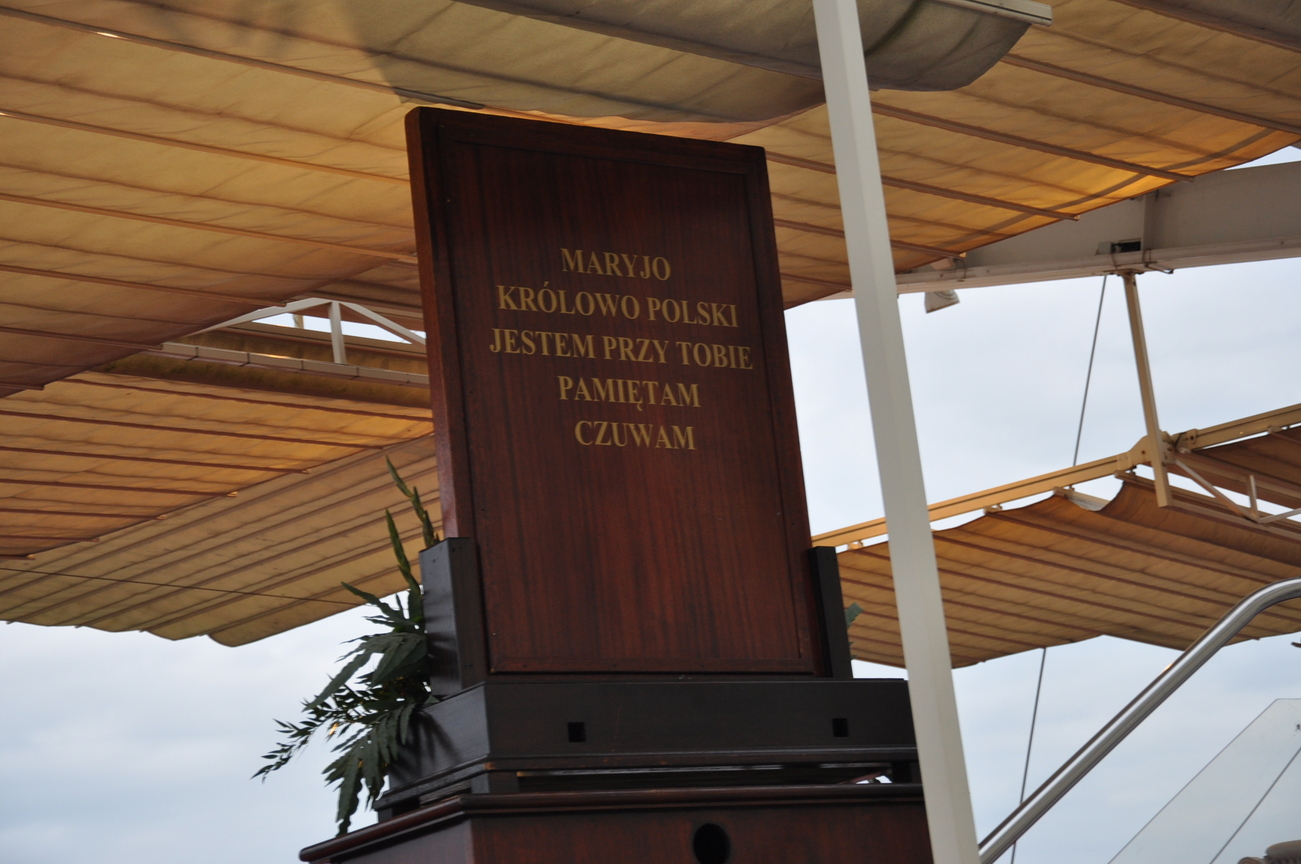 MARYJO
KRÓLOWO POLSKI
JESTEM PRZY TOBIE
PAMIĘTAM
CZUWAM